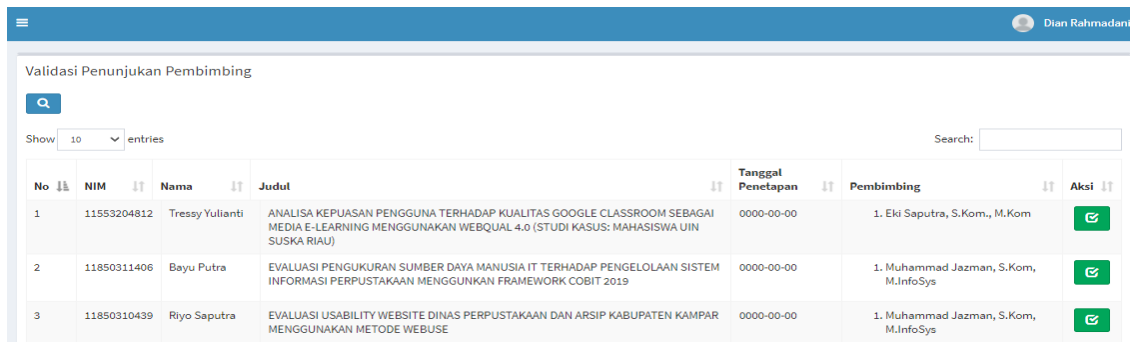 Dian Rahmadani
Validasi Penunjukan Pembimbing
Show 10 entries
Search:
No NIM Nama Judul Tanggal Penetapan Pembimbing Aksi
1 11553204812 Tressy Yulianti ANALISA KEPUASAN PENGGUNA TERHADAP KUALITAS GOOGLE CLASSROOM SEBAGAI 0000-00-00 1. Eki Saputra, S.Kom., M.Kom
MEDIA E-LEARNING MENGGUNAKAN WEBQUAL 4.0 (STUDI KASUS: MAHASISWA UIN
SUSKA RIAU)
2 11850311406 Bayu Putra EVALUASI PENGUKURAN SUMBER DAYA MANUSIA IT TERHADAP PENGELOLAAN SISTEM 0000-00-00 1. Muhammad Jazman, S.Kom,
INFORMASI PERPUSTAKAAN MENGGUNKAN FRAMEWORK COBIT 2019 M.InfoSys
3 11850310439 Riyo Saputra EVALUASI USABILITY WEBSITE DINAS PERPUSTAKAAN DAN ARSIP KABUPATEN KAMPAR 0000-00-00 1. Muhammad Jazman, S.Kom,
MENGGUNAKAN METODE WEBUSE M.InfoSys